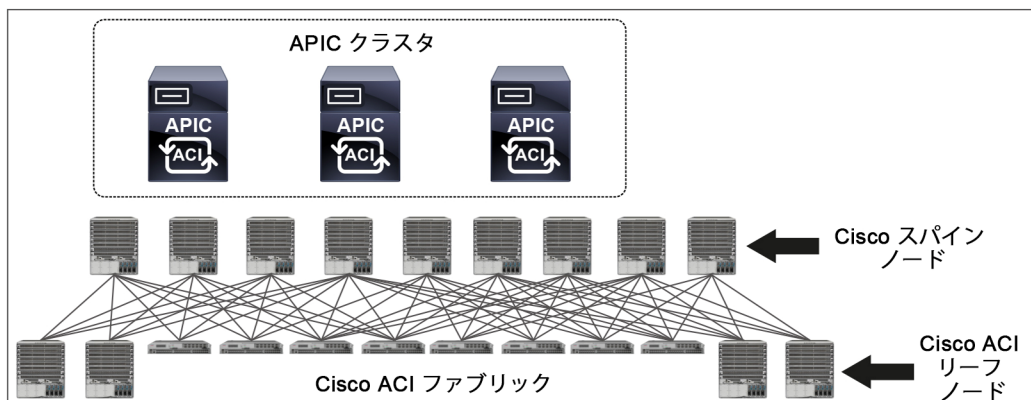 APIC クラスタ
APIC
ACI
APIC
ACI
APIC
ACI
Cisco スパイン
ノード
Cisco ACI
リーフ
ノード
Cisco ACI ファブリック